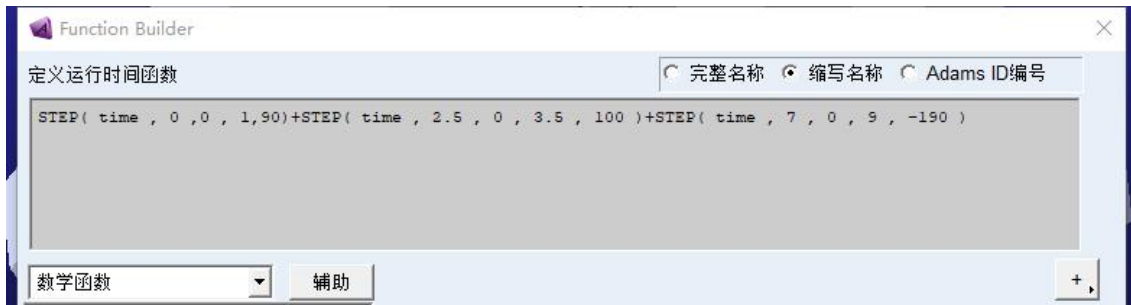 Function Builder
定义运行时间函数
完整名称 缩写名称 Adams ID编号
STEP( time , 0 ,0 , 1,90)+STEP( time , 2.5 , 0 , 3.5 , 100 )+STEP( time , 7 , 0 , 9 , -190 )
数学函数 辅助 +